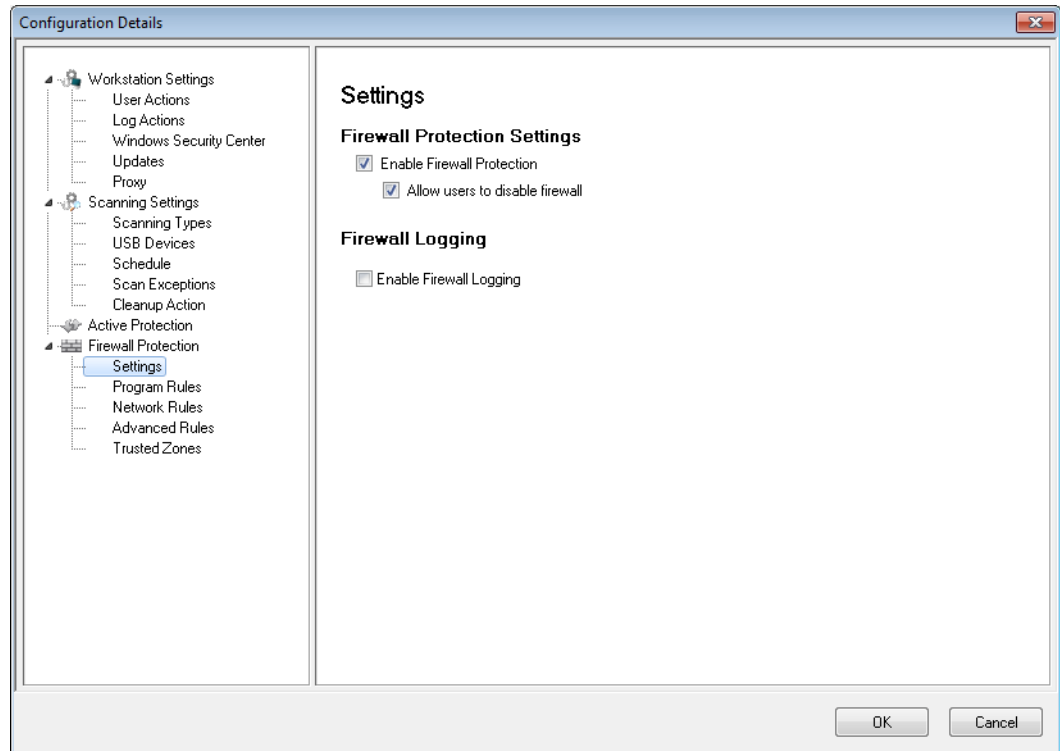 Configuration Details
Workstation Settings
User Actions
Log Actions
Windows Security Center
Updates
Proxy
Scanning Settings
Scanning Types
USB Devices
Schedule
Scan Exceptions
Cleanup Action
Active Protection
Firewall Protection
Settings
Program Rules
Network Rules
Advanced Rules
Trusted Zones
Settings
Firewall Protection Settings
Enable Firewall Protection
Allow users to disable firewall
Firewall Logging
Enable Firewall Logging
OK
Cancel